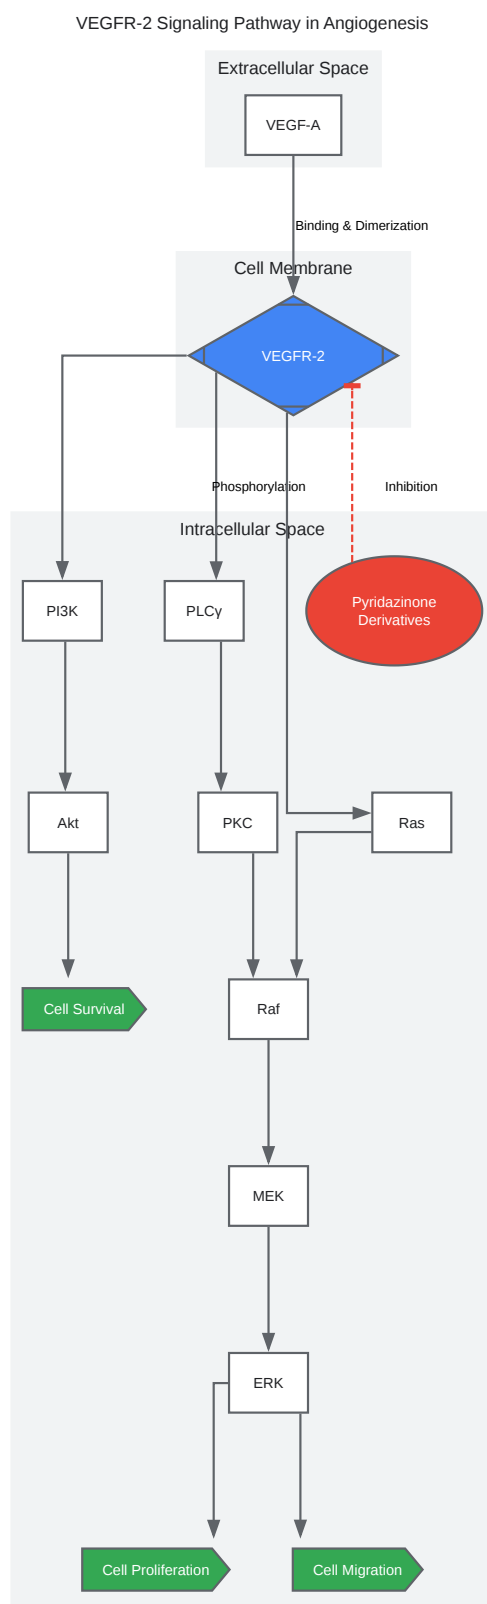 VEGFR-2 Signaling Pathway in Angiogenesis
Extracellular Space
VEGF-A
Binding & Dimerization
Cell Membrane
VEGFR-2
Phosphorylation
Inhibition
Intracellular Space
PI3K
PLCγ
Pyridazinone
Derivatives
Akt
PKC
Ras
Cell Survival
Raf
MEK
ERK
Cell Proliferation
Cell Migration